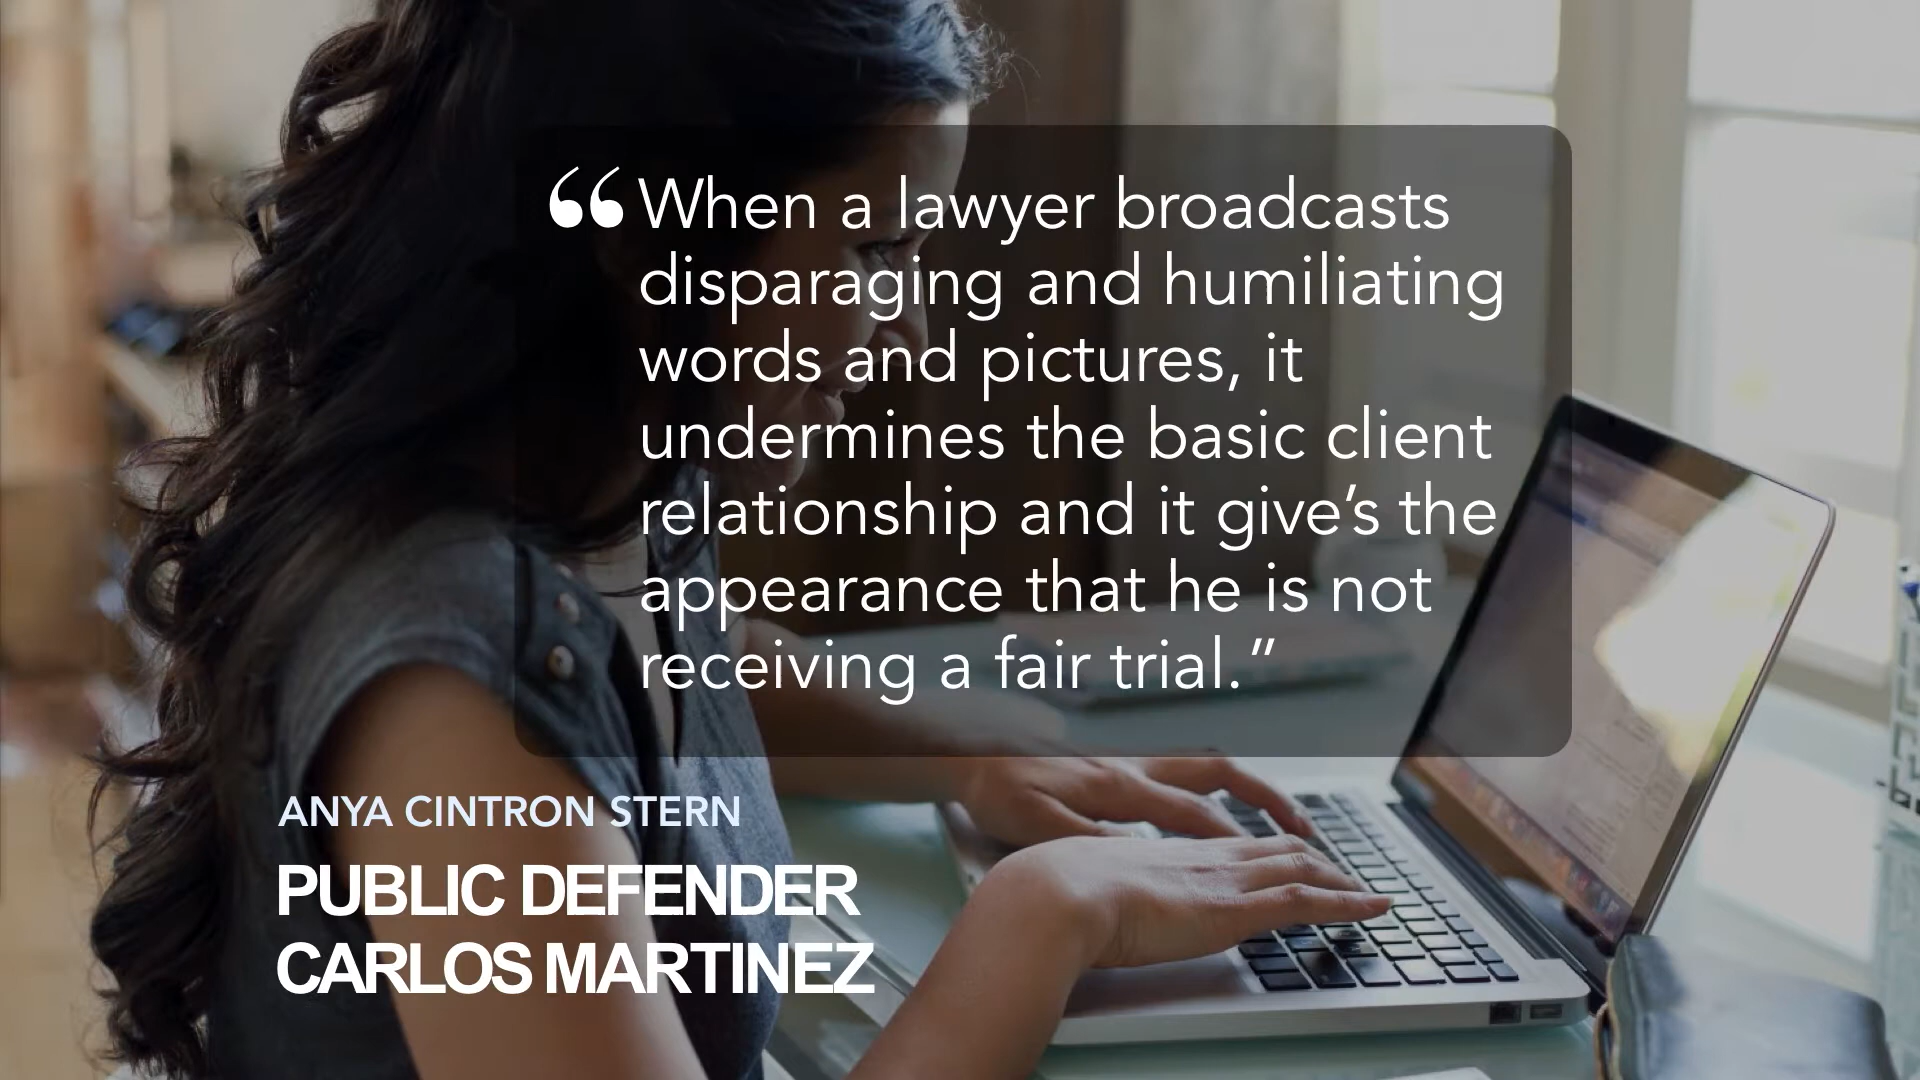 “When a lawyer broadcasts
disparaging and humiliating
words and pictures, it
undermines the basic client
relationship and it give’s the
appearance that he is not
receiving a fair trial. ”
ANYA CINTRON STERN
PUBLIC DEFENDER
CARLOS MARTINEZ